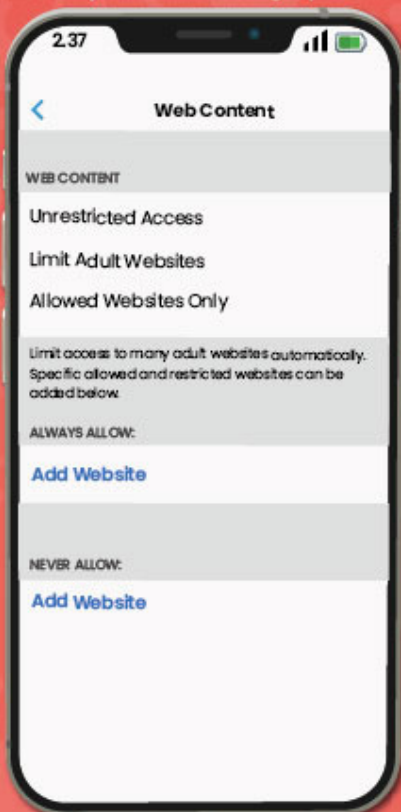 2.37
Web Content
WEB CONTENT
Unrestricted Access
Limit Adult Websites
Allowed Websites Only
Limit access to many adult websites automatically.
Specific allowed and restricted websites can be
added below.
ALWAYS ALLOW:
Add Website
NEVER ALLOW:
Add Website